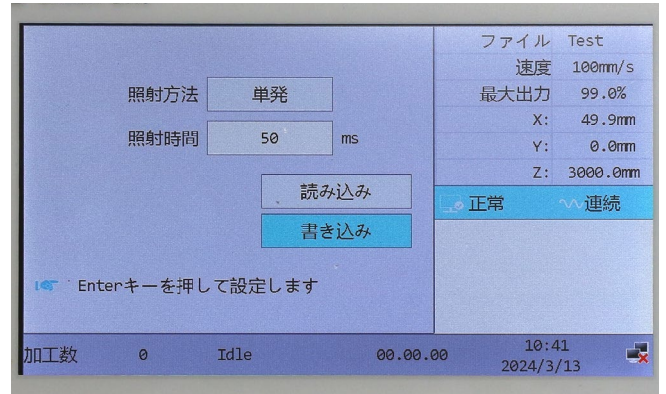 照射方法 単発
照射時間 50 ms
読み込み
書き込み
Enterキーを押して設定します
ファイル Test
速度 100mm/s
最大出力 99.0%
X: 49.9mm
Y: 0.0mm
Z: 3000.0mm
正常 連続
加工数 0 Idle 00.00.00 10:41
2024/3/13